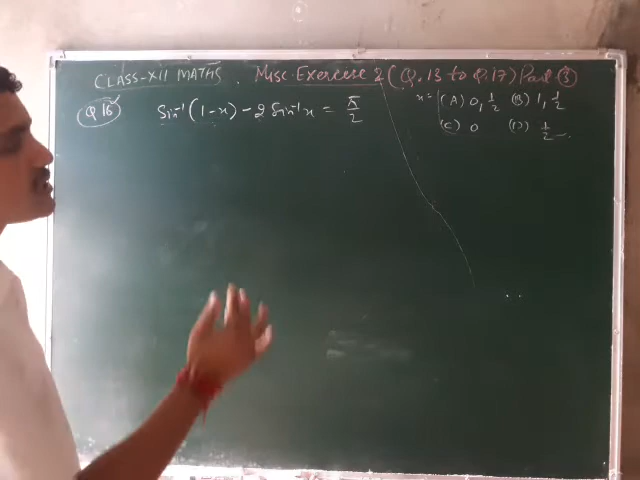 CLASS-XII MATHS. Misc. Exercise 2 (Q.13 to Q.17) Part ③
Q 16 Sin⁻¹(1-x) - 2 Sin⁻¹x = π/2
x = (A) 0, 1/2 (B) 1, 1/2
(C) 0 (D) 1/2